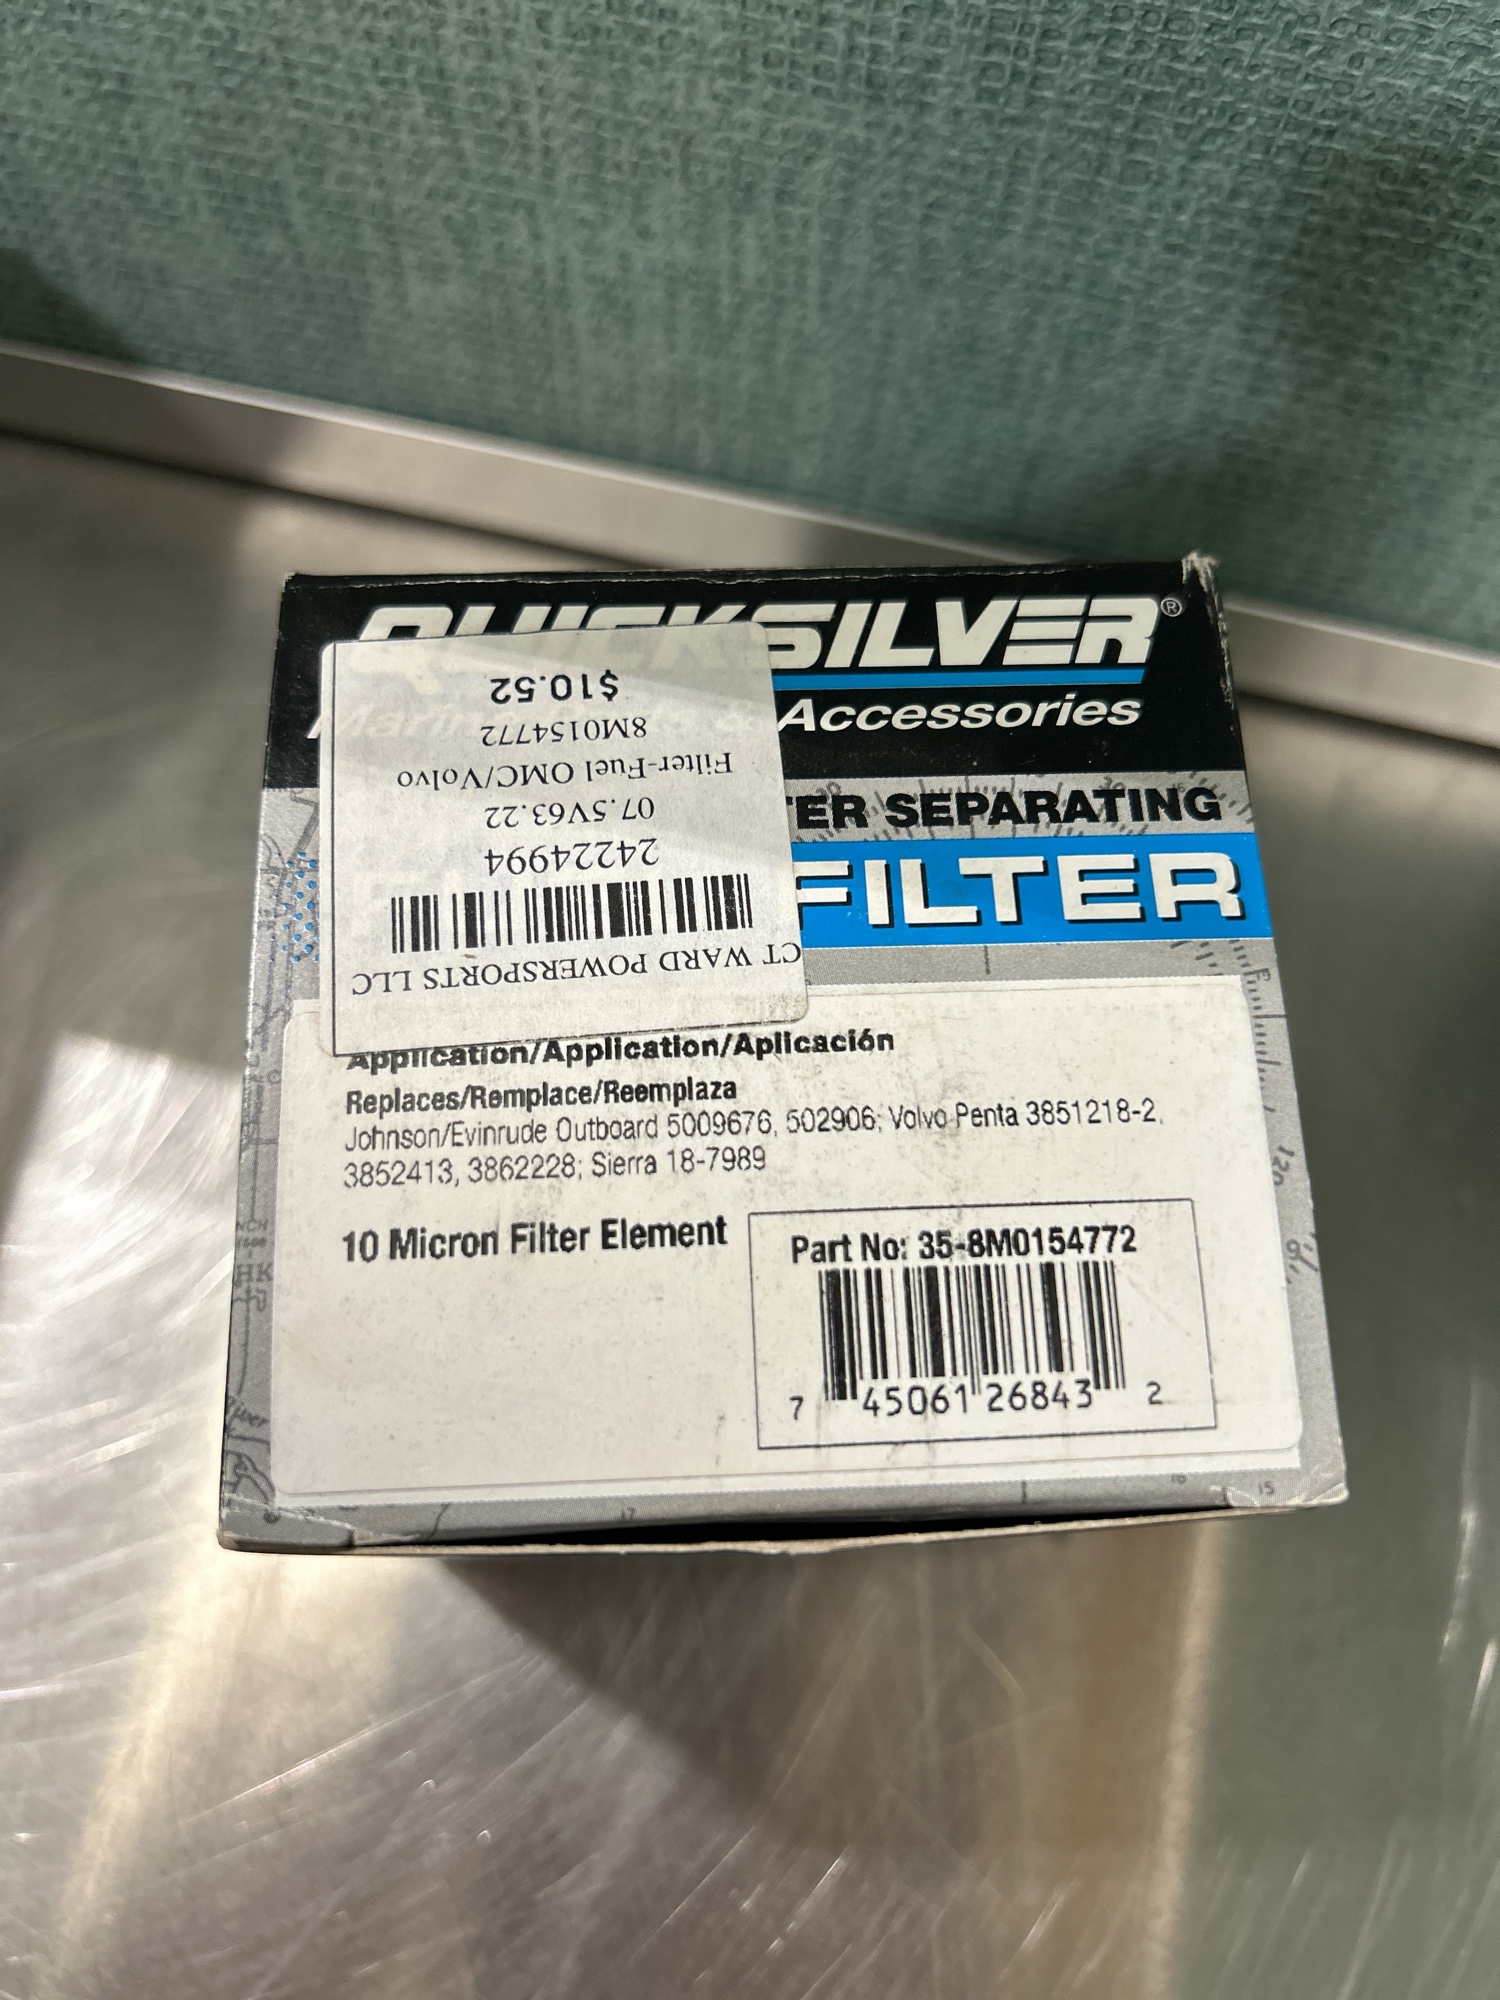 QUICKSILVER®
Accessories
TER SEPARATING
FILTER
$10.52
8M0154772
Filter-Fuel OMC/Volvo
07.5V63.22
24224994
CT WARD POWERSPORTS LLC
Application/Application/Aplicación
Replaces/Remplace/Reemplaza
Johnson/Evinrude Outboard 5009676, 502906; Volvo Penta 3851218-2,
3852413, 3862228; Sierra 18-7989
10 Micron Filter Element
Part No: 35-8M0154772
7 45061 26843 2